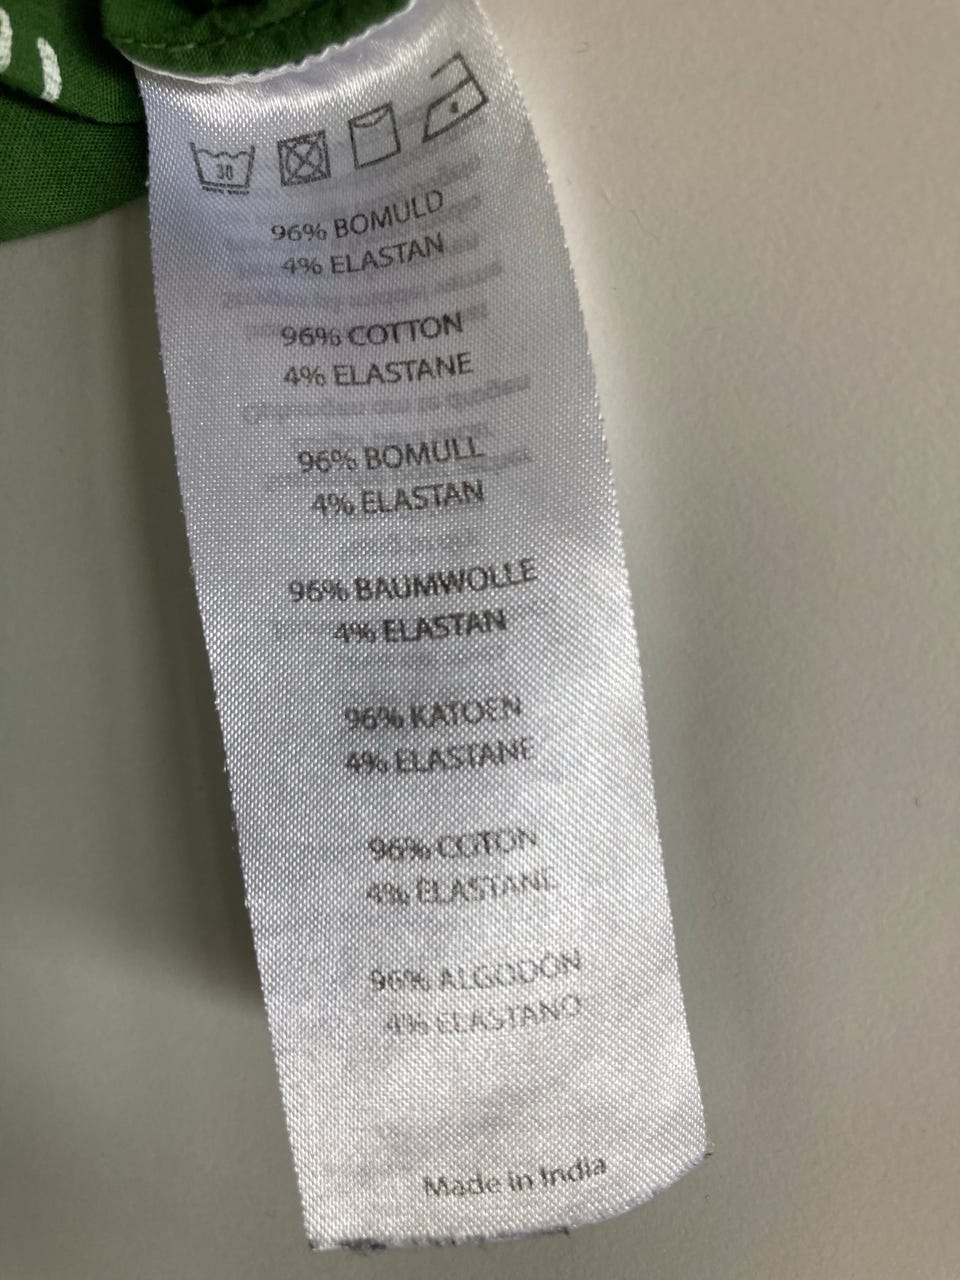 30
96% BOMULD
4% ELASTAN
96% COTTON
4% ELASTANE
96% BOMULL
4% ELASTAN
96% BAUMWOLLE
4% ELASTAN
96% KATOEN
4% ELASTANE
96% COTON
4% ELASTANE
96% ALGODÓN
4% ELASTANO
Made in India